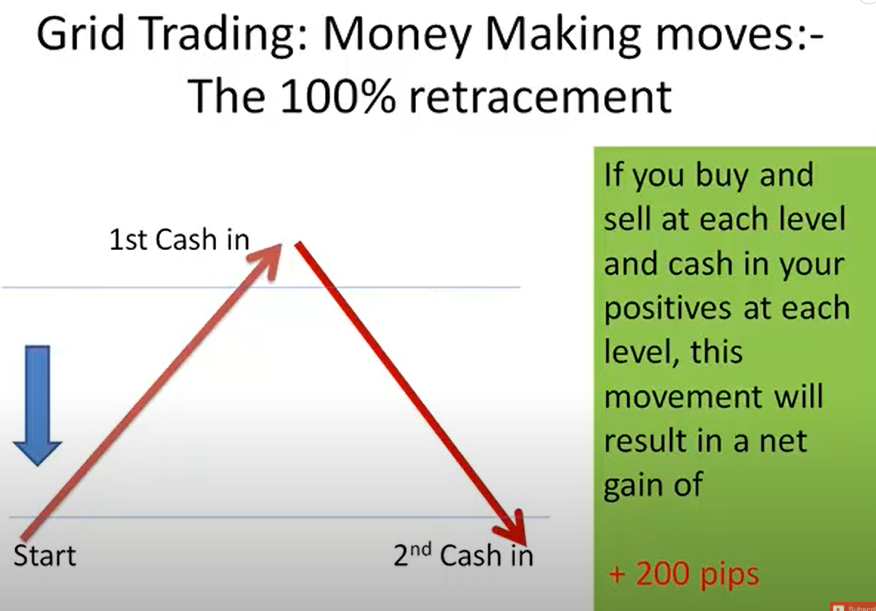 Grid Trading: Money Making moves:-
The 100% retracement
1st Cash in
If you buy and
sell at each level
and cash in your
positives at each
level, this
movement will
result in a net
gain of
+ 200 pips
Start
2nd Cash in